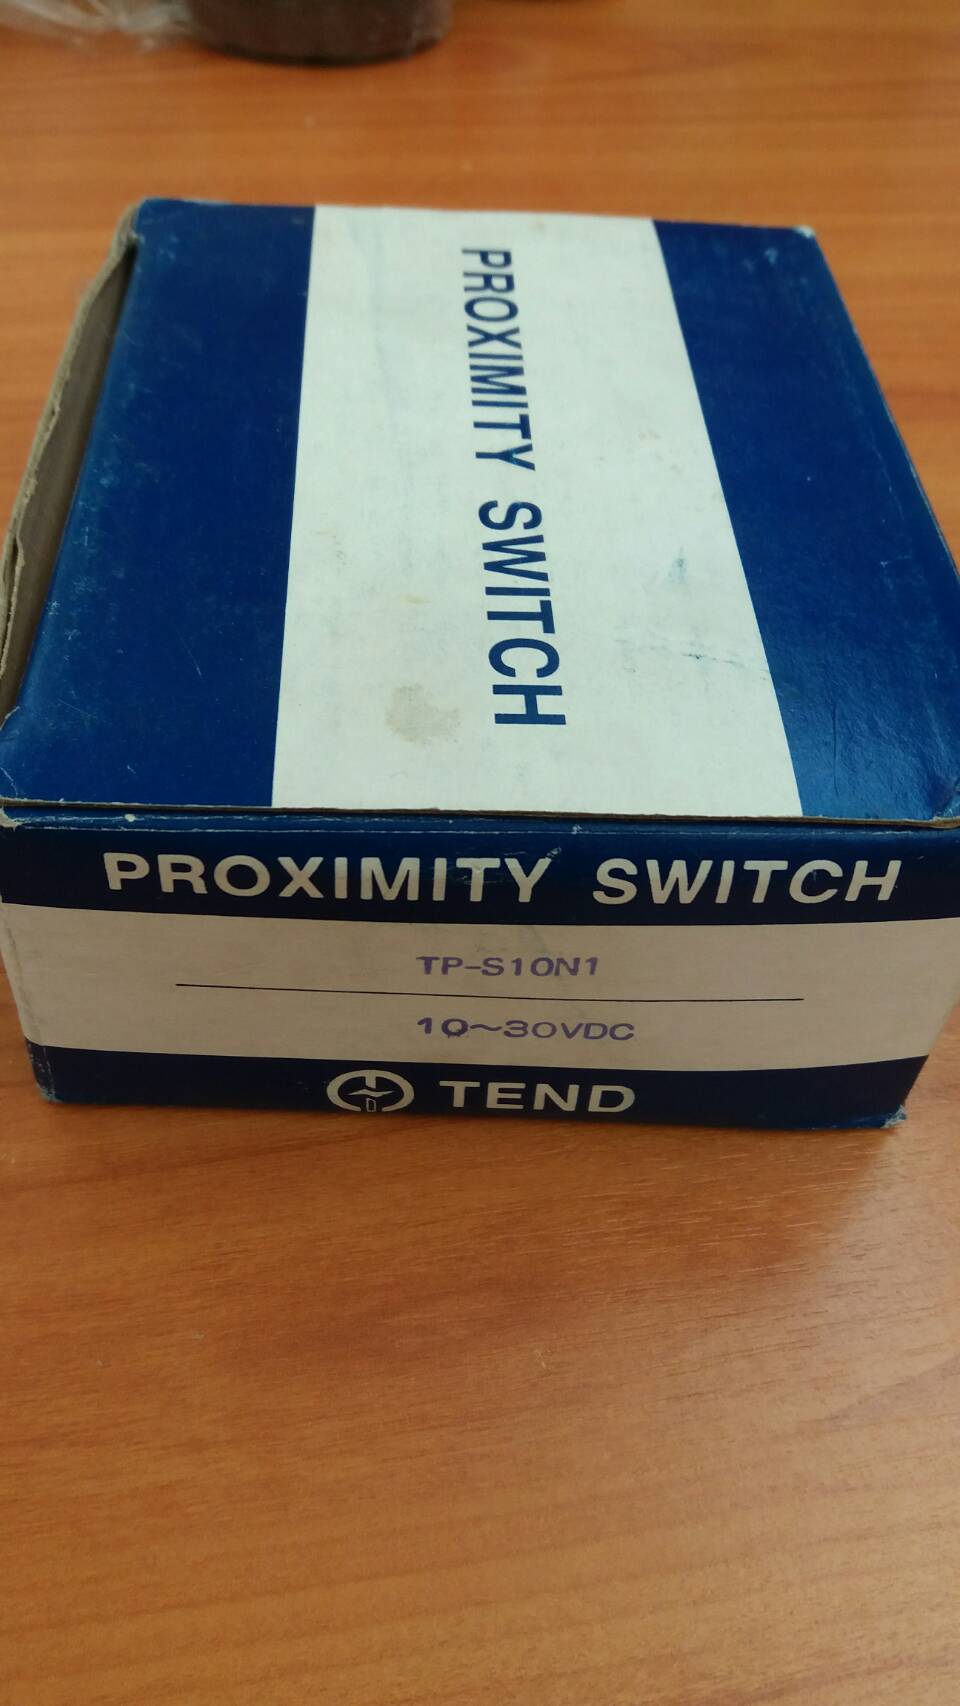 PROXIMITY SWITCH
PROXIMITY SWITCH
TP-S10N1
10~30VDC
TEND